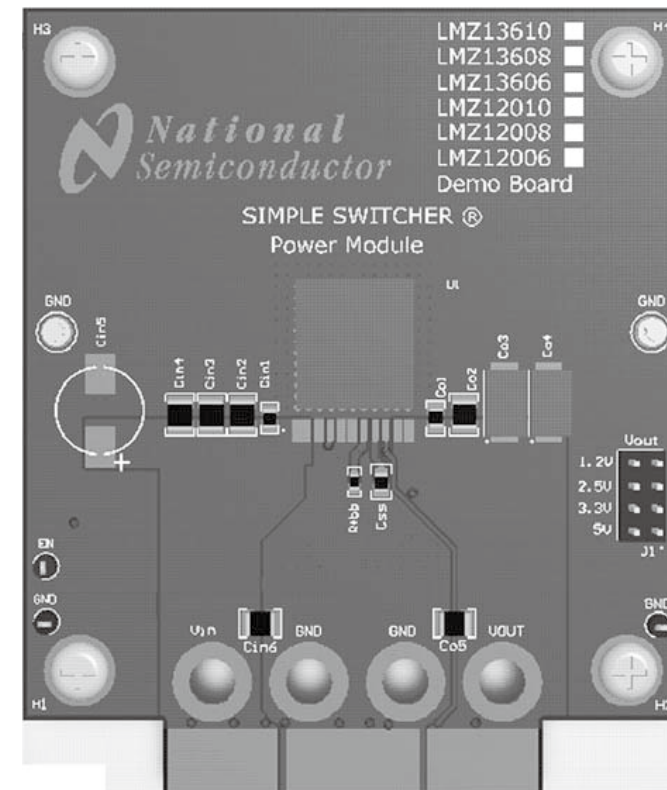 H3
LMZ13610
LMZ13608
LMZ13606
LMZ12010
LMZ12008
LMZ12006
Demo Board
National
Semiconductor
SIMPLE SWITCHER ®
Power Module
U1
GND
GND
Cin5
Cin4
Cin3
Cin2
Cin1
Co1
Co2
Co3
Co4
+
Vout
1.2V
2.5V
3.3V
5V
J1
Rfbb
Css
EN
GND
GND
Vin
Cin6
GND
GND
Co5
VOUT
H1